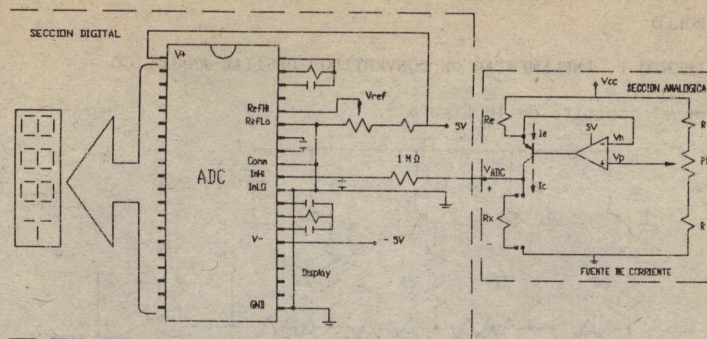 SECCION DIGITAL
V+
RefHi
RefLo
Comm
InHi
InLO
V-
GND
ADC
Display
Vref
5V
1 MΩ
- 5V
Vcc
SECCION ANALOGICA
Re
Ie
5V
Vn
Vp
R
P
R
VADC
+
Ic
Rx
-
FUENTE DE CORRIENTE